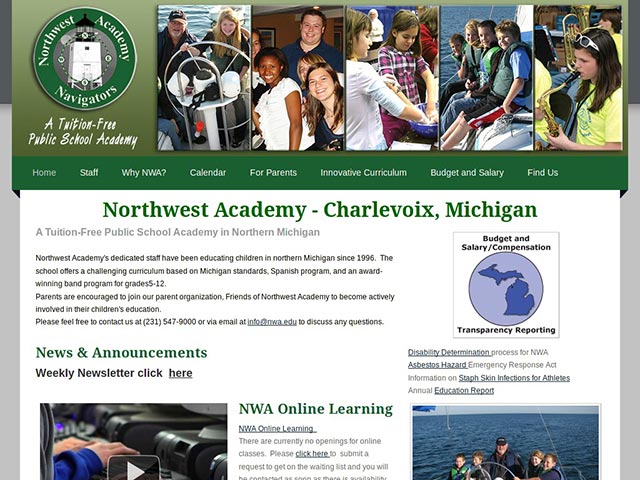 Northwest Academy
Navigators
A Tuition-Free
Public School Academy
Home Staff Why NWA? Calendar For Parents Innovative Curriculum Budget and Salary Find Us
Northwest Academy - Charlevoix, Michigan
A Tuition-Free Public School Academy in Northern Michigan
Northwest Academy's dedicated staff have been educating children in northern Michigan since 1996. The
school offers a challenging curriculum based on Michigan standards, Spanish program, and an award-
winning band program for grades5-12.
Parents are encouraged to join our parent organization, Friends of Northwest Academy to become actively
involved in their children's education.
Please feel free to contact us at (231) 547-9000 or via email at info@nwa.edu to discuss any questions.
Budget and
Salary/Compensation
Transparency Reporting
News & Announcements
Weekly Newsletter click here
Disability Determination process for NWA
Asbestos Hazard Emergency Response Act
Information on Staph Skin Infections for Athletes
Annual Education Report
NWA Online Learning
NWA Online Learning
There are currently no openings for online
classes. Please click here to submit a
request to get on the waiting list and you will
be contacted as soon as there is availability